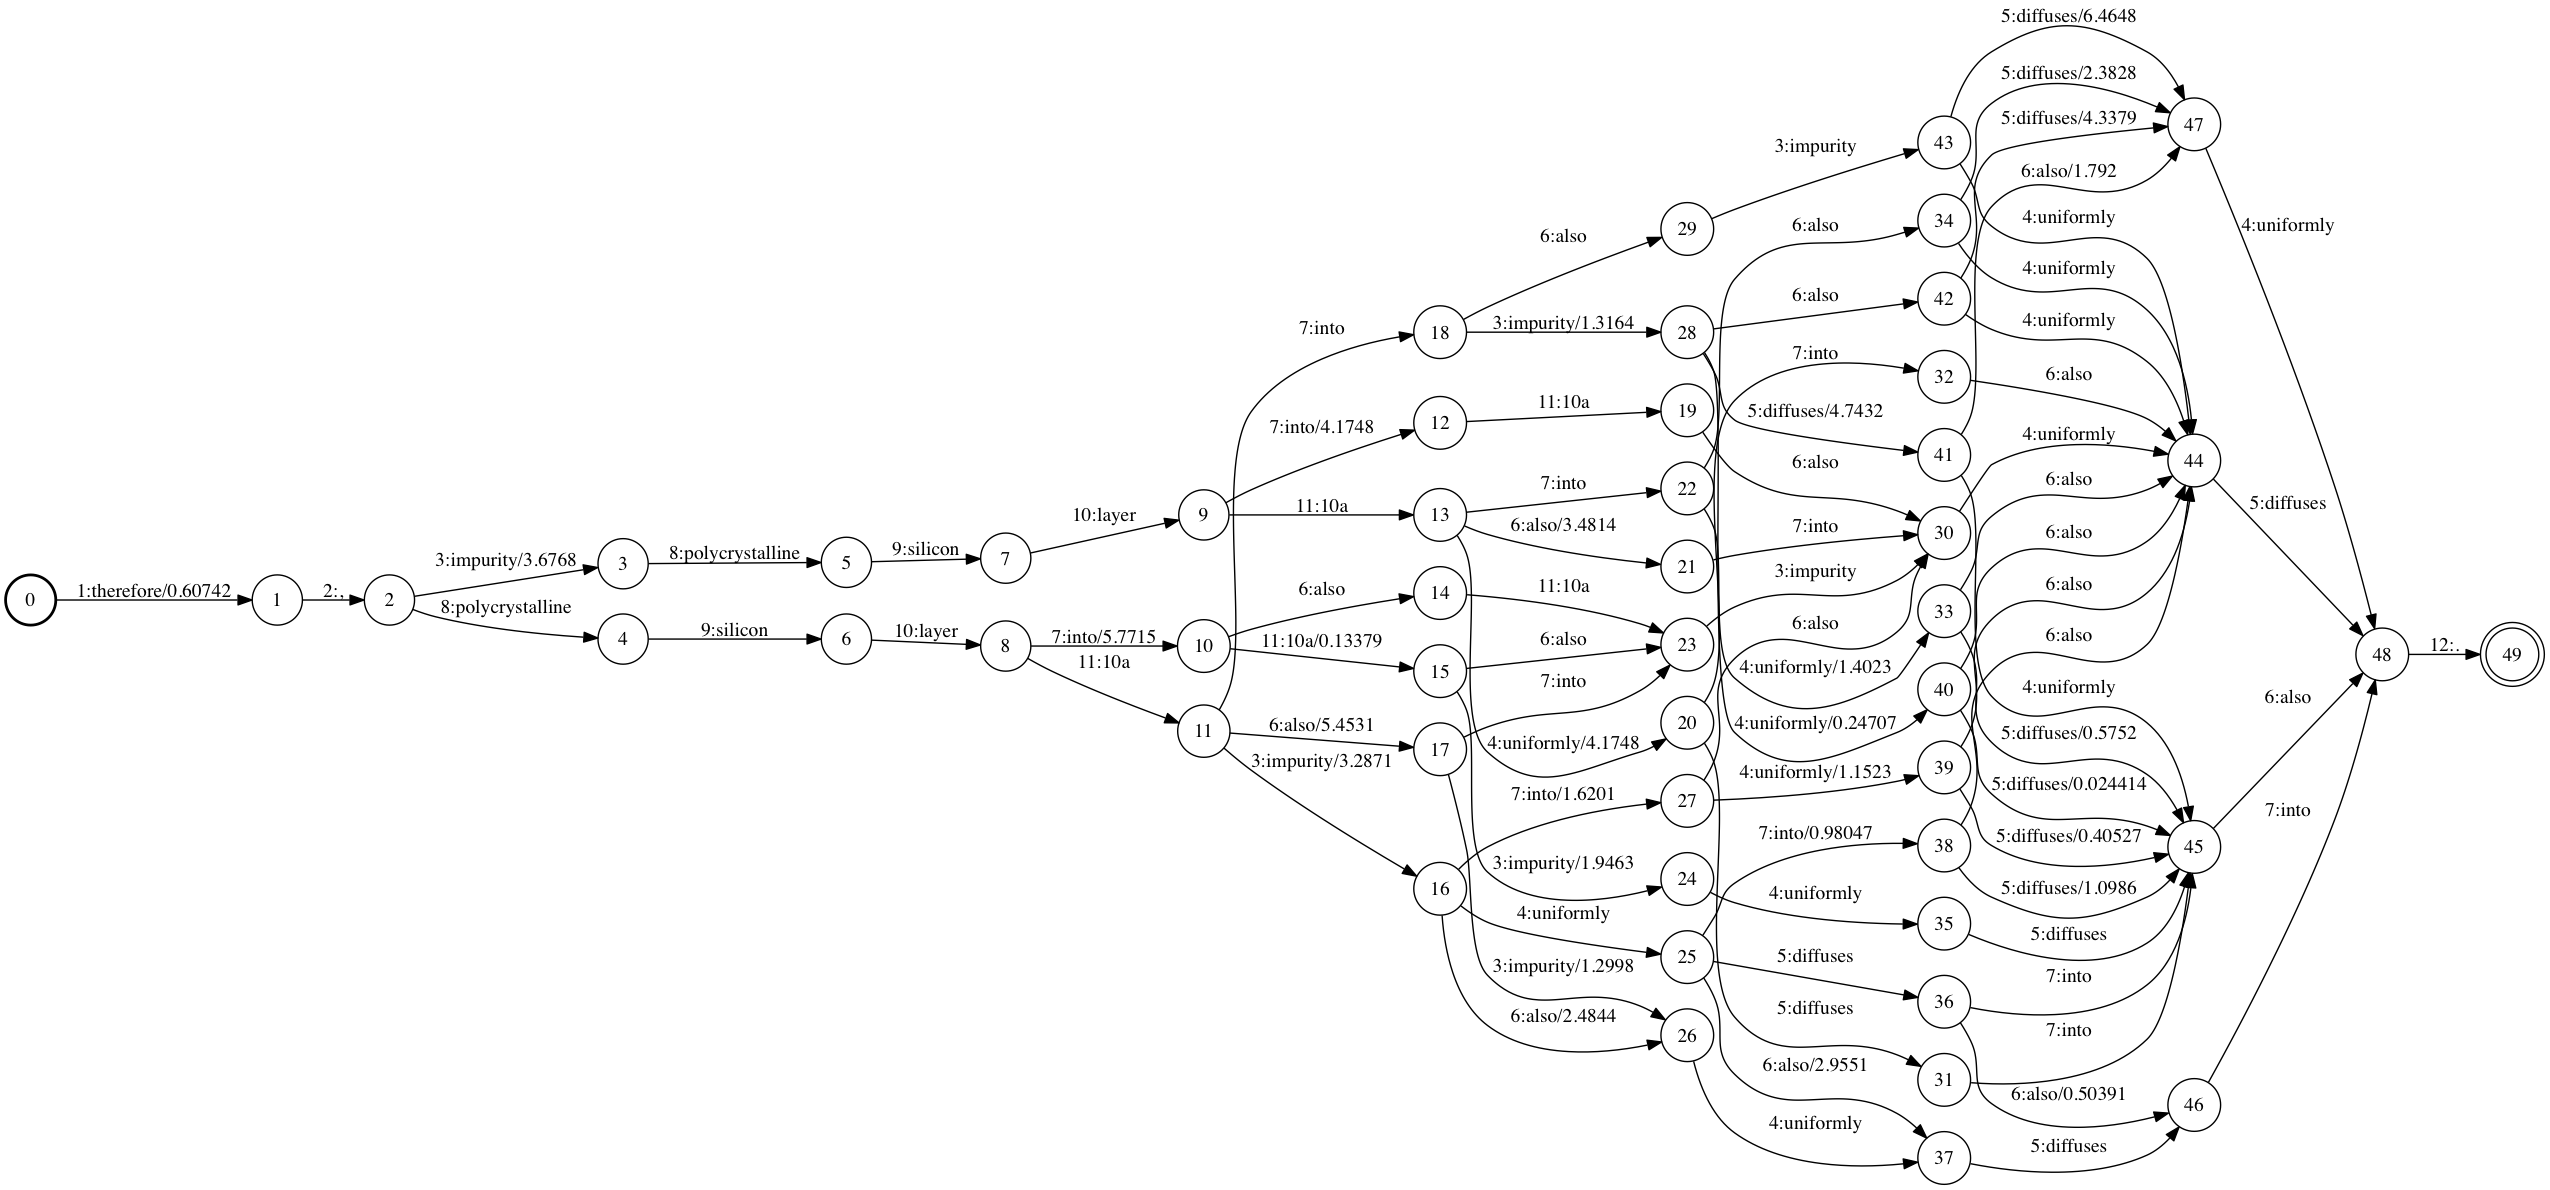 5:diffuses/6.4648
5:diffuses/2.3828
5:diffuses/4.3379
47
3:impurity
43
6:also/1.792
34
4:uniformly
6:also
4:uniformly
29
6:also
4:uniformly
42
6:also
4:uniformly
7:into
18
3:impurity/1.3164
28
7:into
32
6:also
5:diffuses/4.7432
11:10a
19
7:into/4.1748
12
4:uniformly
41
44
6:also
6:also
7:into
22
5:diffuses
10:layer
9
11:10a
13
6:also/3.4814
7:into
30
6:also
3:impurity/3.6768
8:polycrystalline
9:silicon
7
3
5
21
3:impurity
6:also
0
1:therefore/0.60742
1
2:,
2
8:polycrystalline
6:also
14
11:10a
33
6:also
4
9:silicon
6
10:layer
8
7:into/5.7715
11:10a
10
11:10a/0.13379
15
6:also
23
6:also
4:uniformly/1.4023
48
12:.
49
7:into
40
4:uniformly
6:also
11
6:also/5.4531
17
20
4:uniformly/0.24707
5:diffuses/0.5752
3:impurity/3.2871
4:uniformly/4.1748
39
4:uniformly/1.1523
5:diffuses/0.024414
7:into/1.6201
27
7:into
7:into/0.98047
38
5:diffuses/0.40527
45
3:impurity/1.9463
24
16
4:uniformly
5:diffuses/1.0986
4:uniformly
35
5:diffuses
25
5:diffuses
3:impurity/1.2998
36
7:into
6:also/2.4844
5:diffuses
26
7:into
6:also/2.9551
31
6:also/0.50391
46
4:uniformly
37
5:diffuses